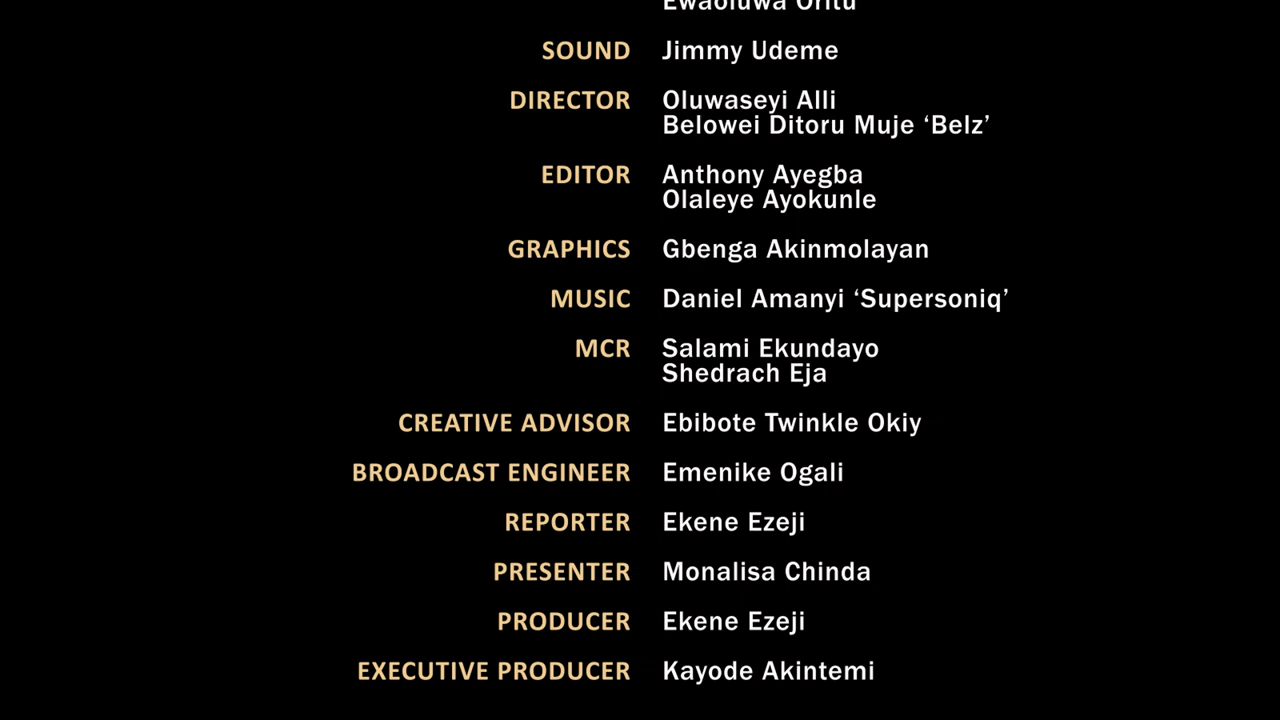 Ewaoluwa Oritu
SOUND Jimmy Udeme
DIRECTOR Oluwaseyi Alli
Belowei Ditoru Muje ‘Belz’
EDITOR Anthony Ayegba
Olaleye Ayokunle
GRAPHICS Gbenga Akinmolayan
MUSIC Daniel Amanyi ‘Supersoniq’
MCR Salami Ekundayo
Shedrach Eja
CREATIVE ADVISOR Ebibote Twinkle Okiy
BROADCAST ENGINEER Emenike Ogali
REPORTER Ekene Ezeji
PRESENTER Monalisa Chinda
PRODUCER Ekene Ezeji
EXECUTIVE PRODUCER Kayode Akintemi